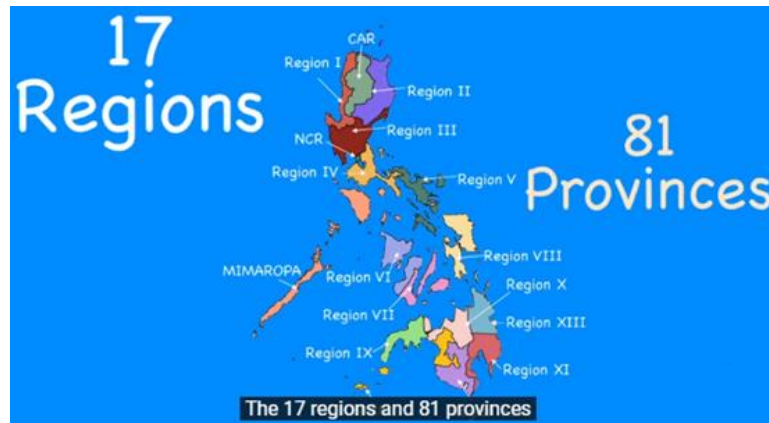 17
Regions
CAR
Region I
Region II
Region III
NCR
Region IV
Region V
81
Provinces
MIMAROPA
Region VI
Region VIII
Region VII
Region X
Region XIII
Region IX
Region XI
The 17 regions and 81 provinces